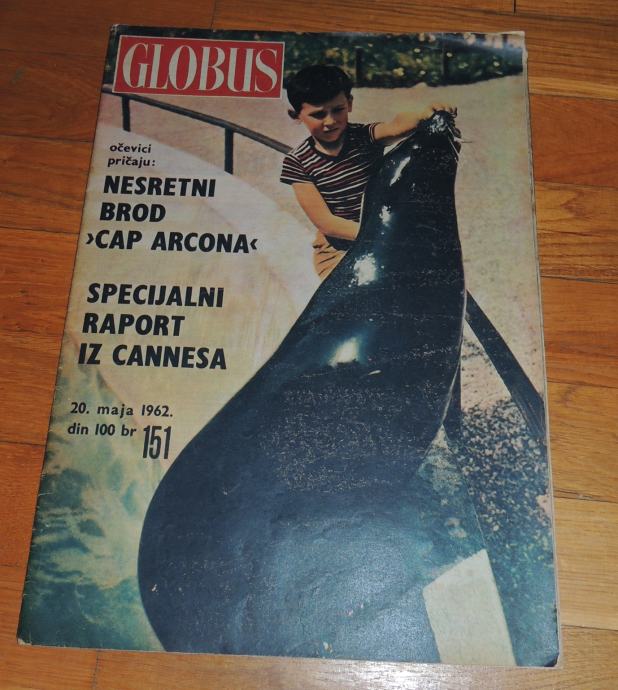 GLOBUS
očevici
pričaju:
NESRETNI
BROD
›CAP ARCONA‹
SPECIJALNI
RAPORT
IZ CANNESA
20. maja 1962.
din 100 br 151